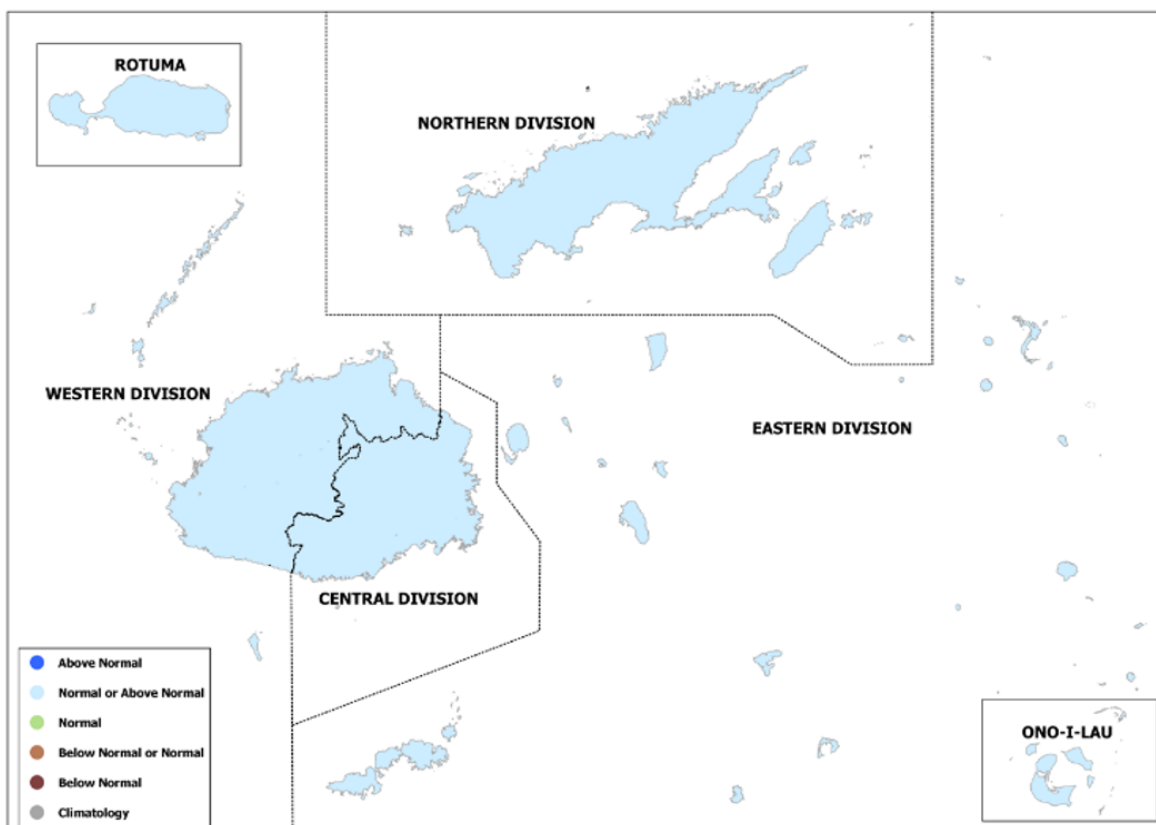 ROTUMA
NORTHERN DIVISION
WESTERN DIVISION
EASTERN DIVISION
CENTRAL DIVISION
Above Normal
Normal or Above Normal
Normal
Below Normal or Normal
Below Normal
Climatology
ONO-I-LAU